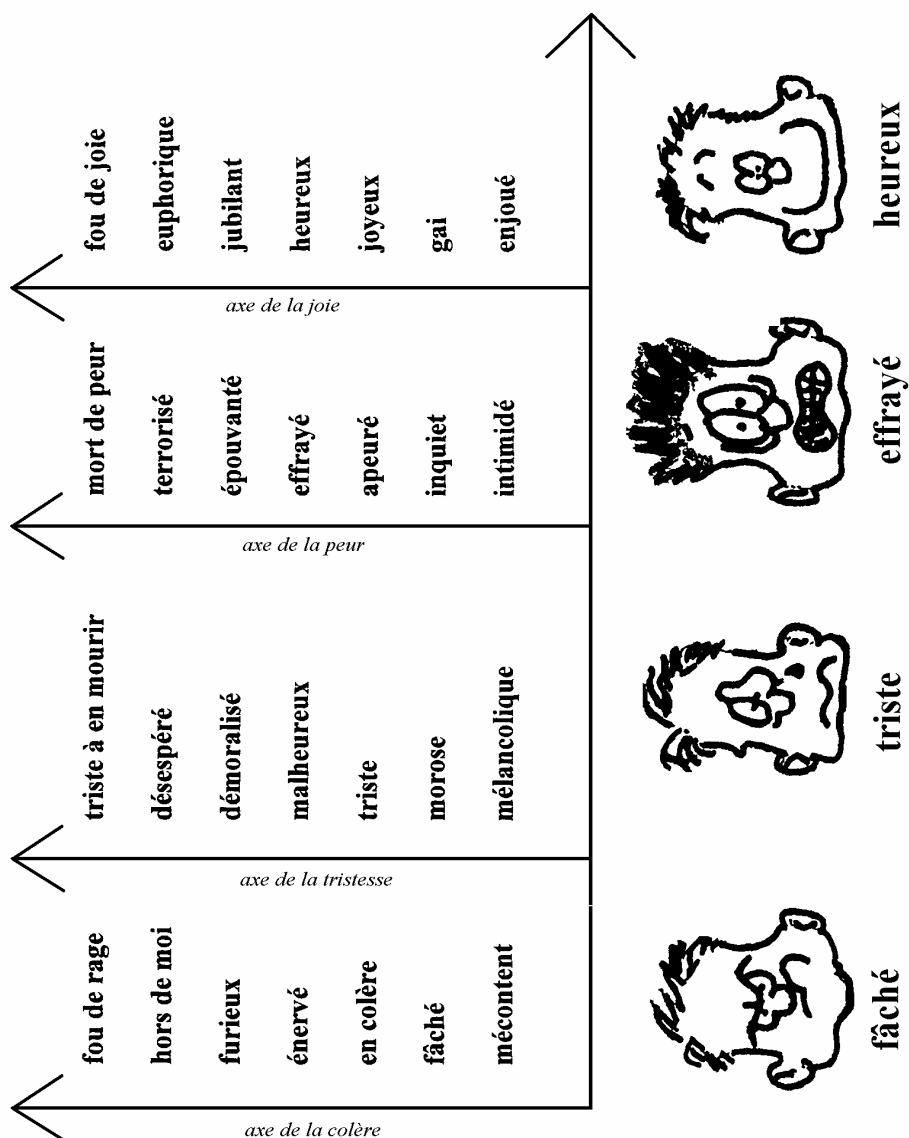 fou de rage
hors de moi
furieux
énervé
en colère
fâché
mécontent
axe de la colère
triste à en mourir
désespéré
démoralisé
malheureux
triste
morose
mélancolique
axe de la tristesse
mort de peur
terrorisé
épouvanté
effrayé
apeuré
inquiet
intimidé
axe de la peur
fou de joie
euphorique
jubilant
heureux
joyeux
gai
enjoué
axe de la joie
fâché
triste
effrayé
heureux